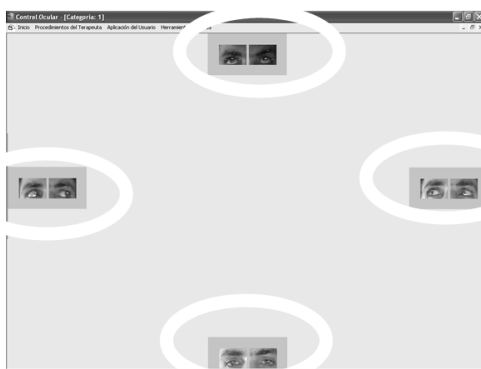 Control Ocular - [Categoria: 1]
Inicio Procedimientos del Terapeuta Aplicación del Usuario